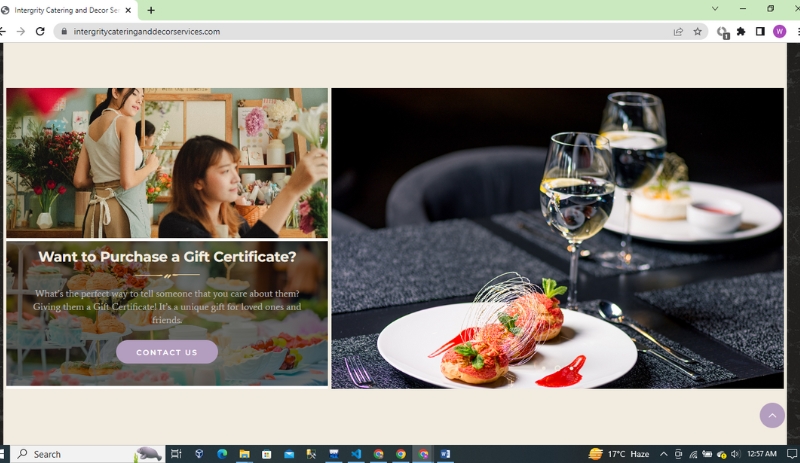 Intergrity Catering and Decor Se
intergritycateringanddecorservices.com
W
1
Want to Purchase a Gift Certificate?
What's the perfect way to tell someone that you care about them?
Giving them a Gift Certificate! It's a unique gift for loved ones and
friends.
CONTACT US
Search
17°C Haze
12:57 AM